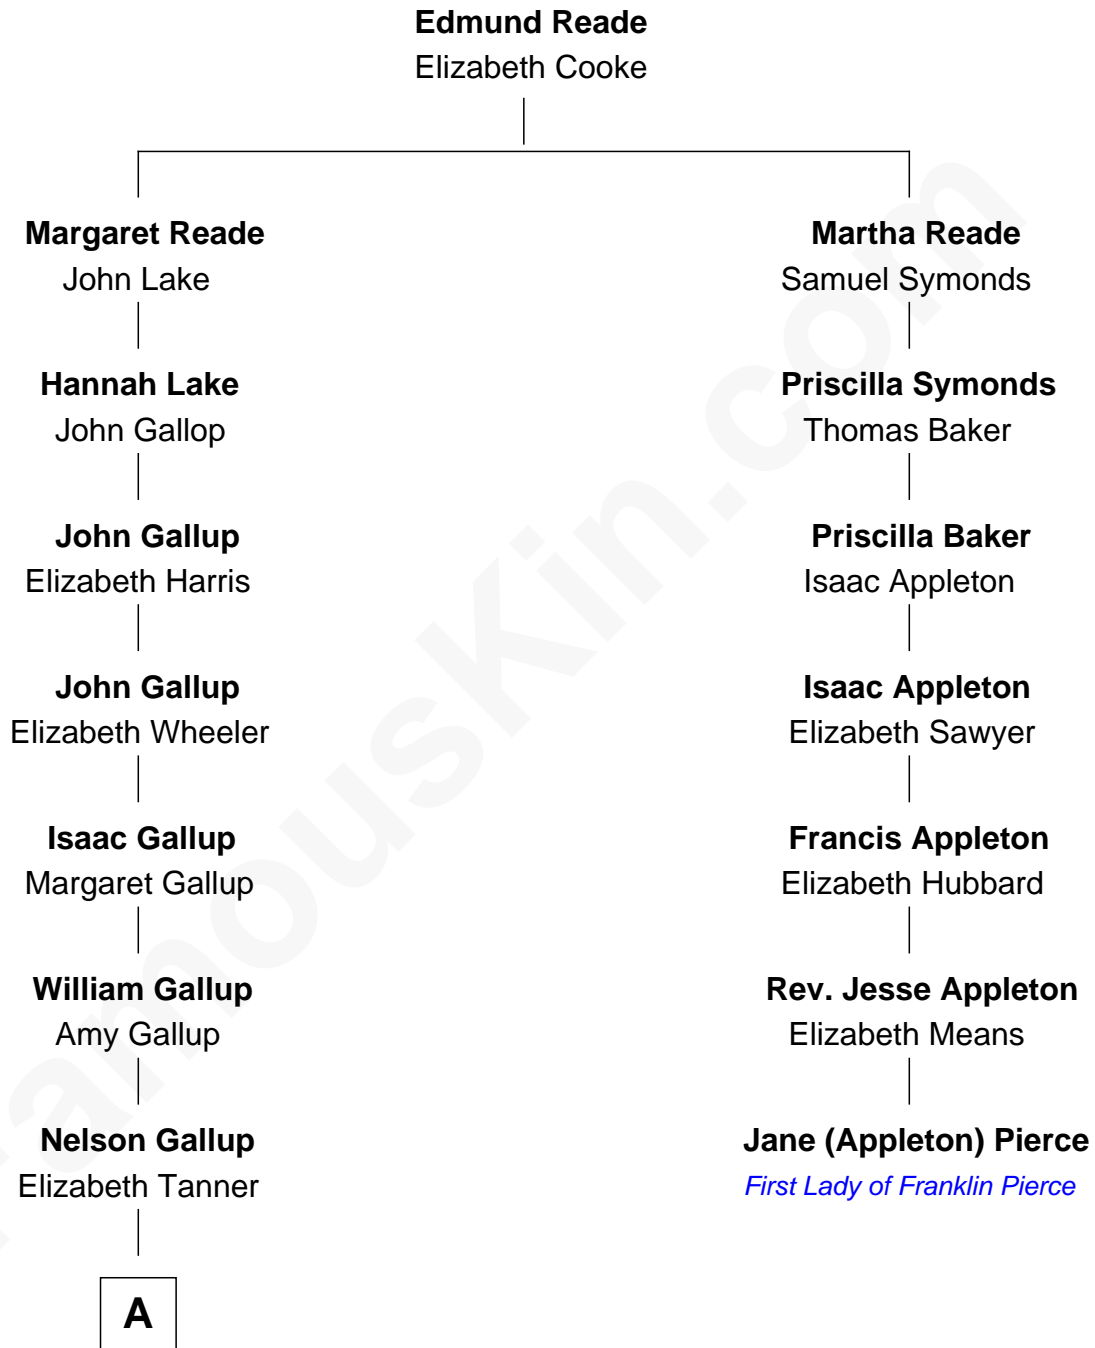 Edmund Reade
Elizabeth Cooke
Margaret Reade
John Lake
Martha Reade
Samuel Symonds
Hannah Lake
John Gallop
Priscilla Symonds
Thomas Baker
John Gallup
Elizabeth Harris
Priscilla Baker
Isaac Appleton
John Gallup
Elizabeth Wheeler
Isaac Appleton
Elizabeth Sawyer
Isaac Gallup
Margaret Gallup
Francis Appleton
Elizabeth Hubbard
William Gallup
Amy Gallup
Rev. Jesse Appleton
Elizabeth Means
Nelson Gallup
Elizabeth Tanner
Jane (Appleton) Pierce
First Lady of Franklin Pierce
A
FamousKin.com